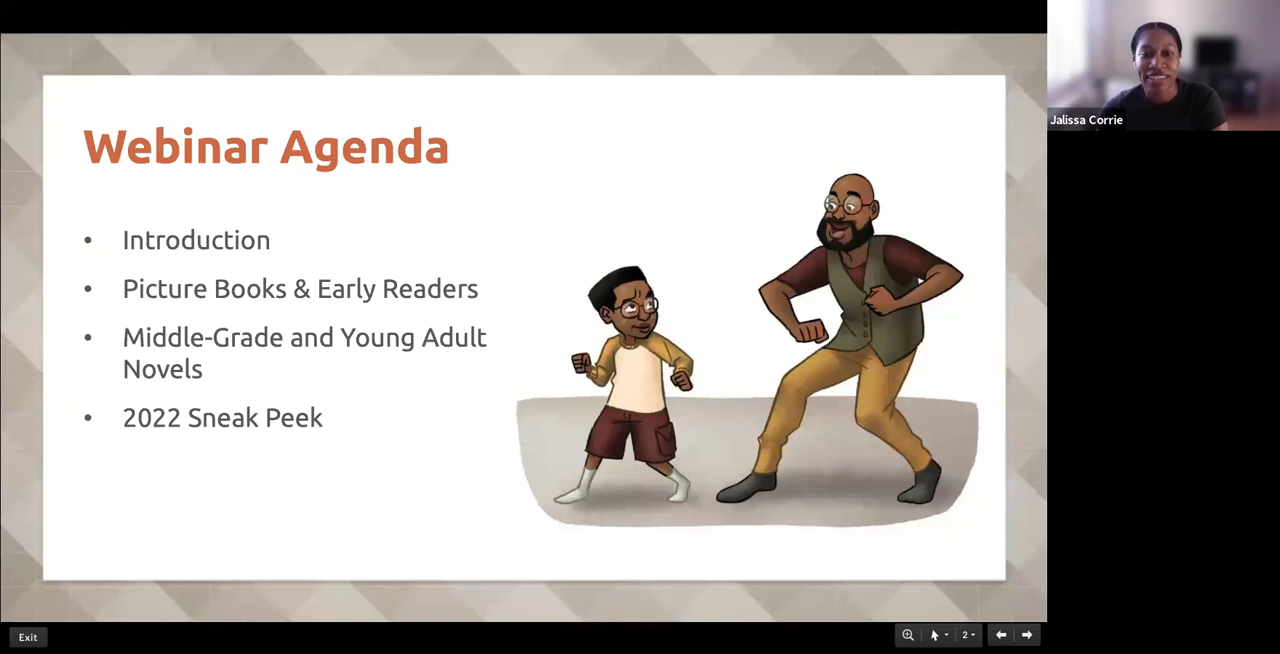 Webinar Agenda
• Introduction
• Picture Books & Early Readers
• Middle-Grade and Young Adult
Novels
• 2022 Sneak Peek
Jalissa Corrie
Exit
2